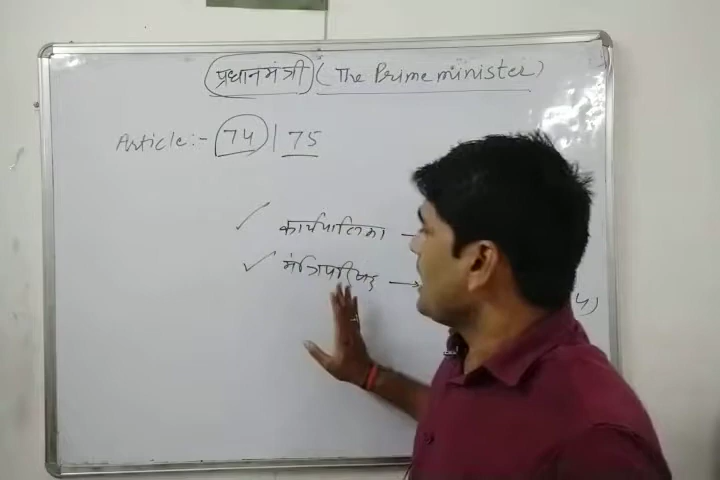 प्रधानमंत्री (The Prime minister)
Article:- 74 | 75
✓ कार्यपालिका –
✓ मंत्रिपरिषद →